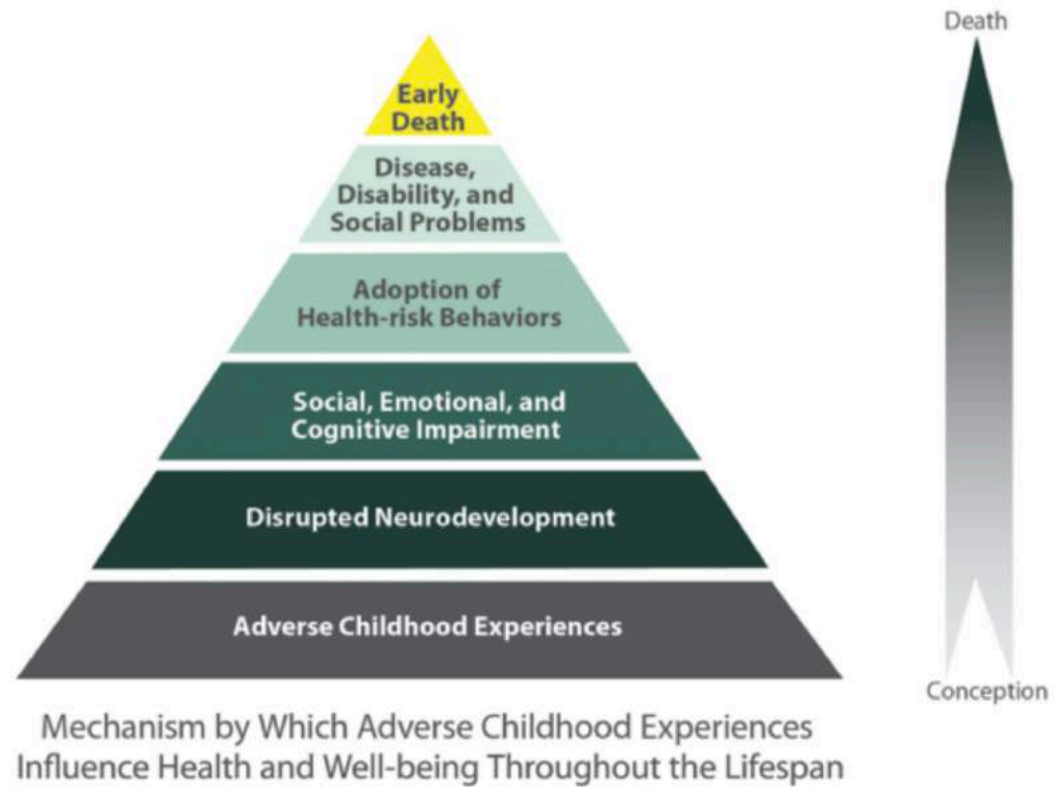 Death
Early
Death
Disease,
Disability, and
Social Problems
Adoption of
Health-risk Behaviors
Social, Emotional, and
Cognitive Impairment
Disrupted Neurodevelopment
Adverse Childhood Experiences
Conception
Mechanism by Which Adverse Childhood Experiences
Influence Health and Well-being Throughout the Lifespan